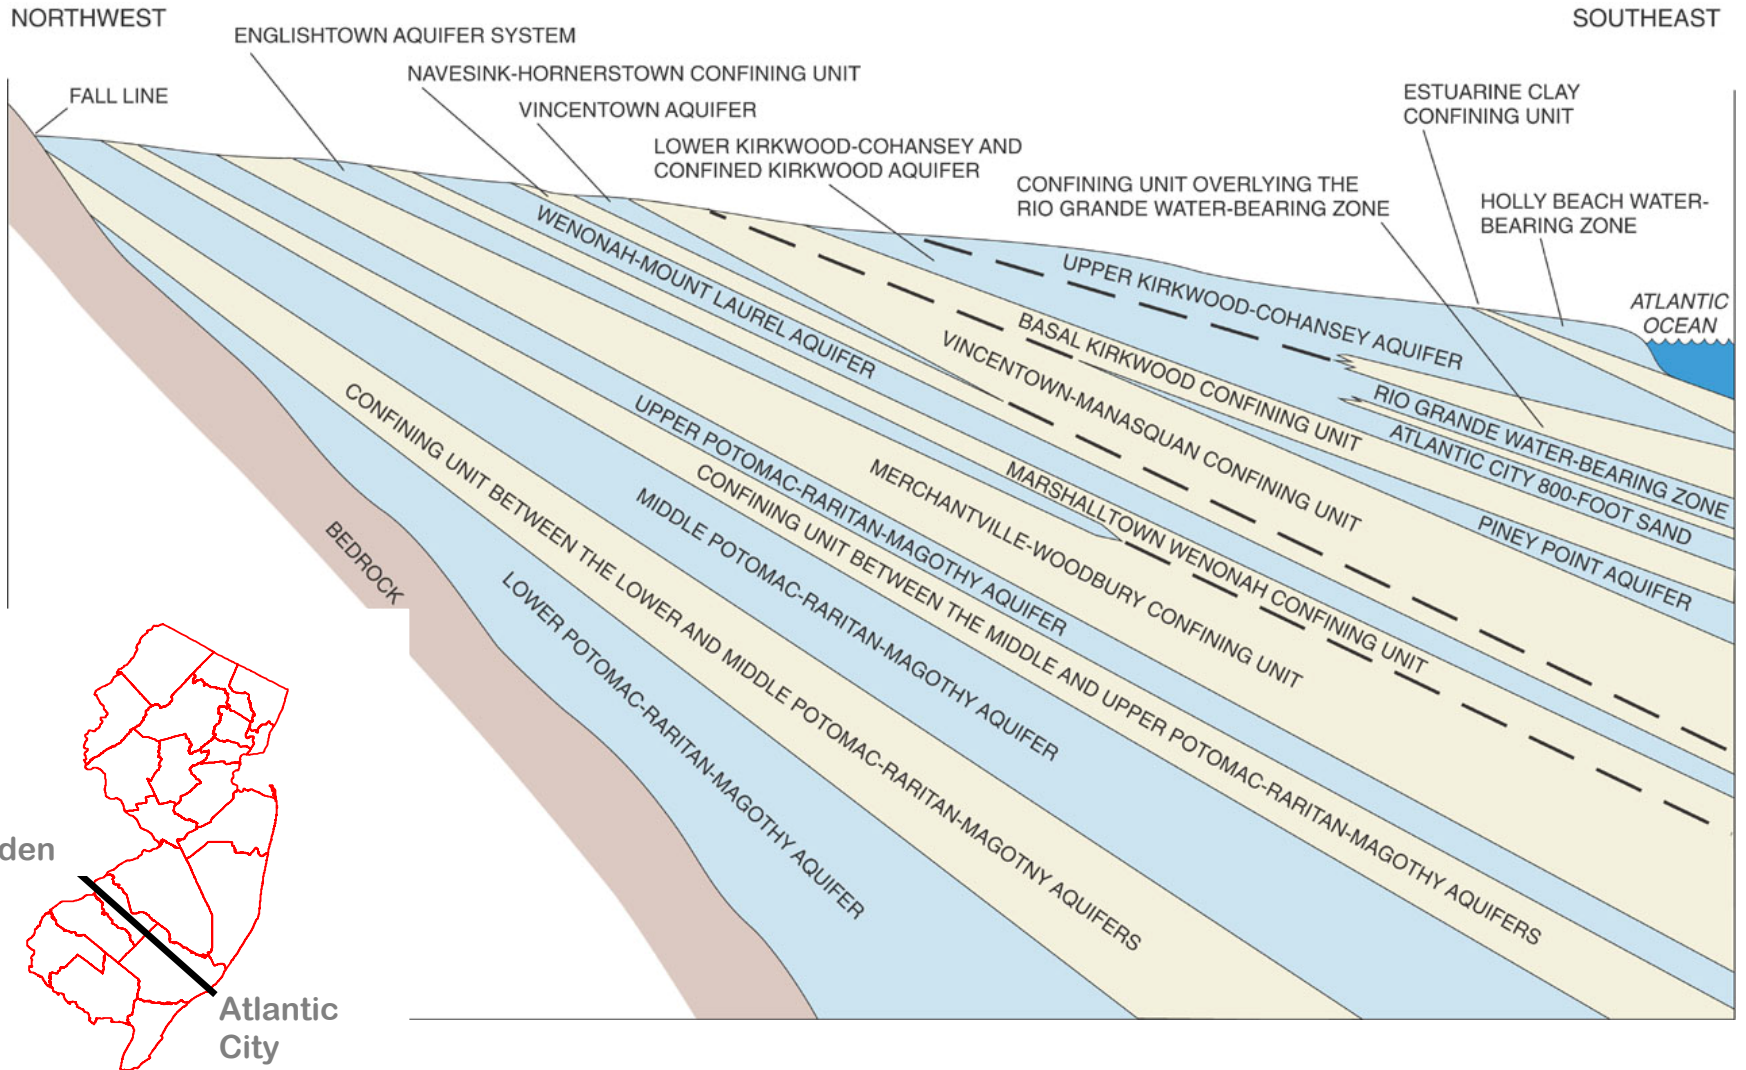 NORTHWEST
SOUTHEAST
ENGLISHTOWN AQUIFER SYSTEM
NAVESINK-HORNERSTOWN CONFINING UNIT
FALL LINE
VINCENTOWN AQUIFER
ESTUARINE CLAY
CONFINING UNIT
LOWER KIRKWOOD-COHANSEY AND
CONFINED KIRKWOOD AQUIFER
CONFINING UNIT OVERLYING THE
RIO GRANDE WATER-BEARING ZONE
HOLLY BEACH WATER-
BEARING ZONE
ATLANTIC
OCEAN
WENONAH-MOUNT LAUREL AQUIFER
UPPER KIRKWOOD-COHANSEY AQUIFER
BASAL KIRKWOOD CONFINING UNIT
VINCENTOWN-MANASQUAN CONFINING UNIT
RIO GRANDE WATER-BEARING ZONE
ATLANTIC CITY 800-FOOT SAND
PINEY POINT AQUIFER
MARSHALLTOWN WENONAH CONFINING UNIT
MERCHANTVILLE-WOODBURY CONFINING UNIT
UPPER POTOMAC-RARITAN-MAGOTHY AQUIFER
CONFINING UNIT BETWEEN THE MIDDLE AND UPPER POTOMAC-RARITAN-MAGOTHY AQUIFERS
MIDDLE POTOMAC-RARITAN-MAGOTHY AQUIFER
CONFINING UNIT BETWEEN THE LOWER AND MIDDLE POTOMAC-RARITAN-MAGOTNY AQUIFERS
LOWER POTOMAC-RARITAN-MAGOTHY AQUIFER
BEDROCK
den
Atlantic
City